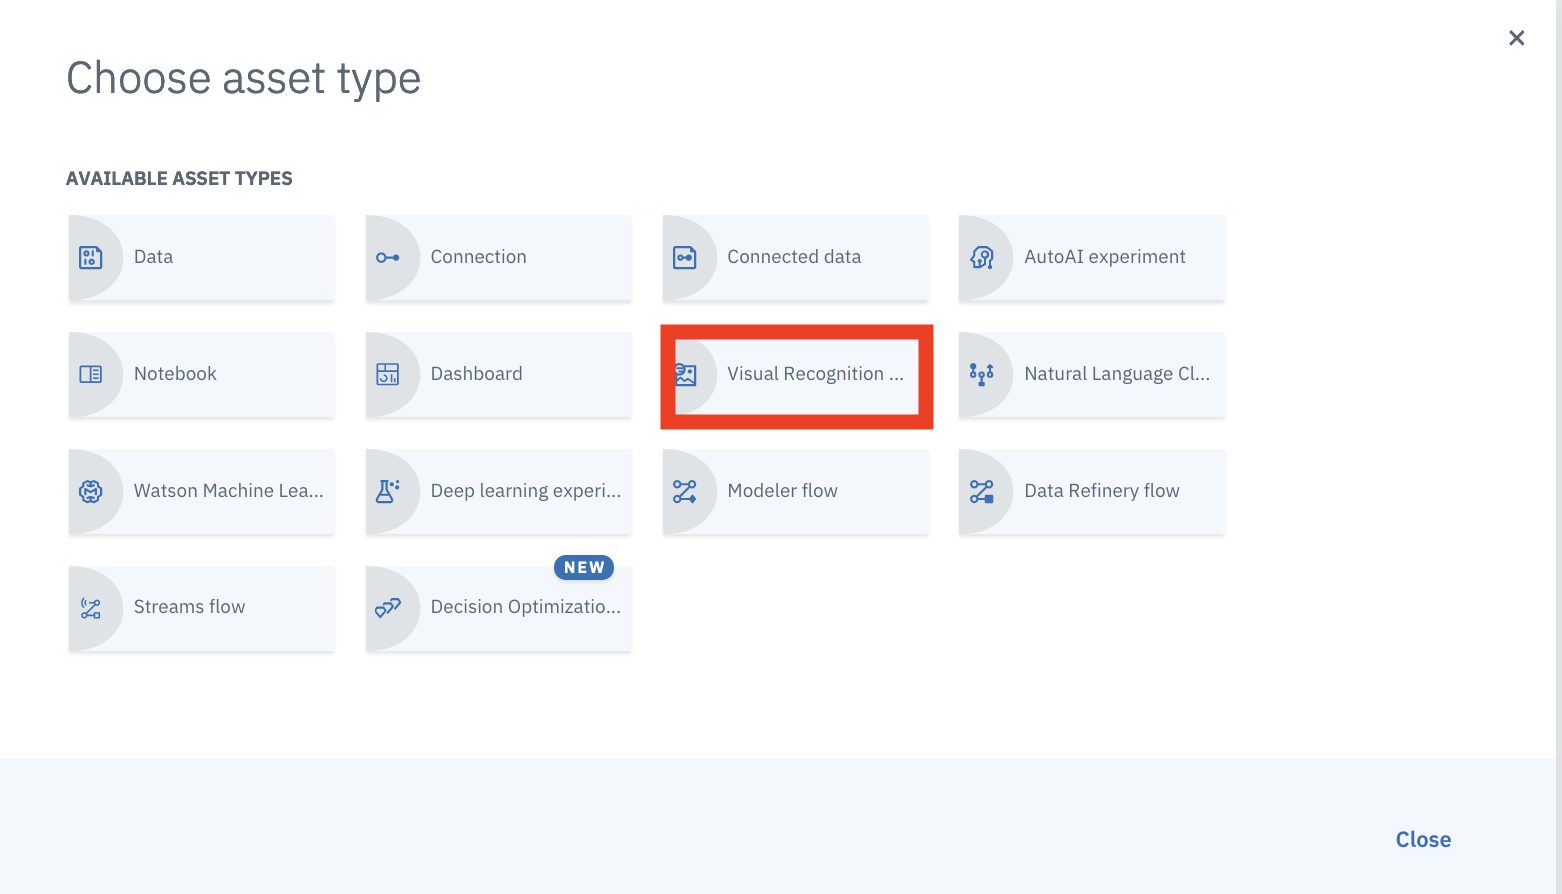 Choose asset type
AVAILABLE ASSET TYPES
Data
Connection
Connected data
AutoAI experiment
Notebook
Dashboard
Visual Recognition ...
Natural Language Cl...
Watson Machine Lea...
Deep learning experi...
Modeler flow
Data Refinery flow
Streams flow
NEW
Decision Optimizatio...
Close